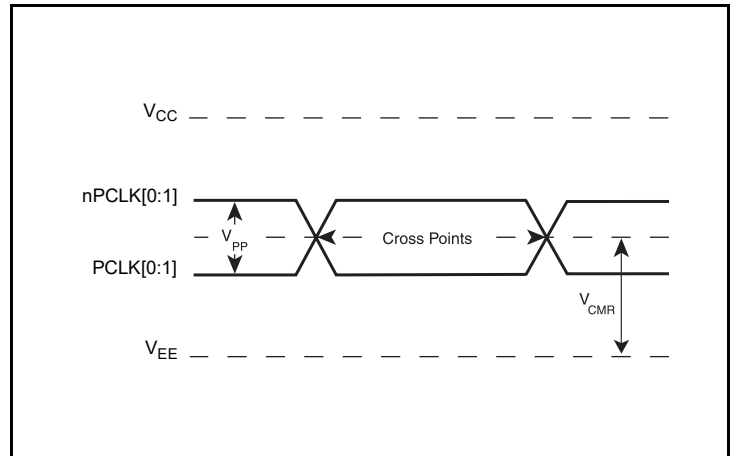 VCC
nPCLK[0:1]
VPP
Cross Points
PCLK[0:1]
VCMR
VEE